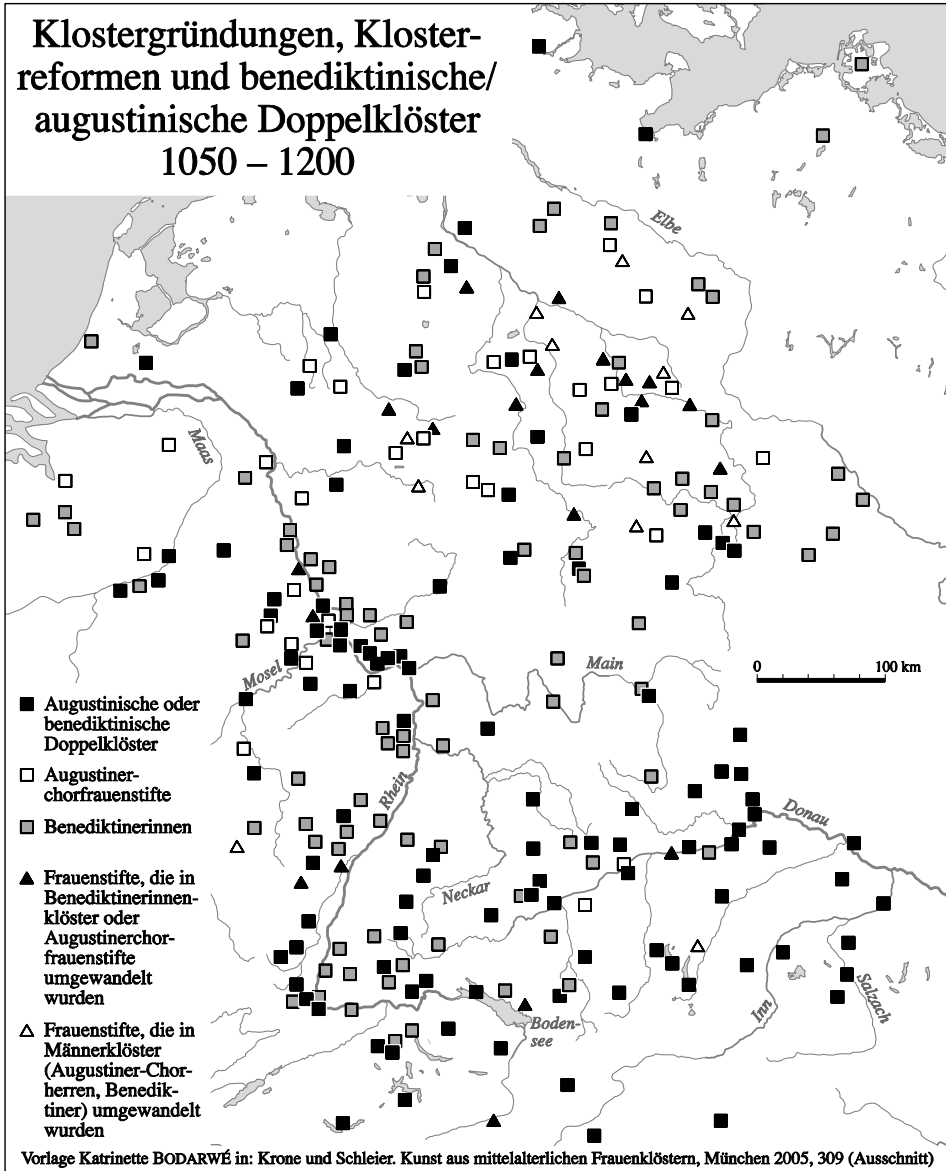 Klostergründungen, Kloster-
reformen und benediktinische/
augustinische Doppelklöster
1050 – 1200
Elbe
Maas
Main
0 100 km
Mosel
Augustinische oder
benediktinische
Doppelklöster
Augustiner-
chorfrauenstifte
Rhein
Donau
Benediktinerinnen
Frauenstifte, die in
Benediktinerinnen-
klöster oder
Augustinerchor-
frauenstifte
umgewandelt
wurden
Neckar
Salzach
Inn
Boden-
see
Frauenstifte, die in
Männerklöster
(Augustiner-Chor-
herren, Benedik-
tiner) umgewandelt
wurden
Vorlage Katrinette BODARWÉ in: Krone und Schleier. Kunst aus mittelalterlichen Frauenklöstern, München 2005, 309 (Ausschnitt)